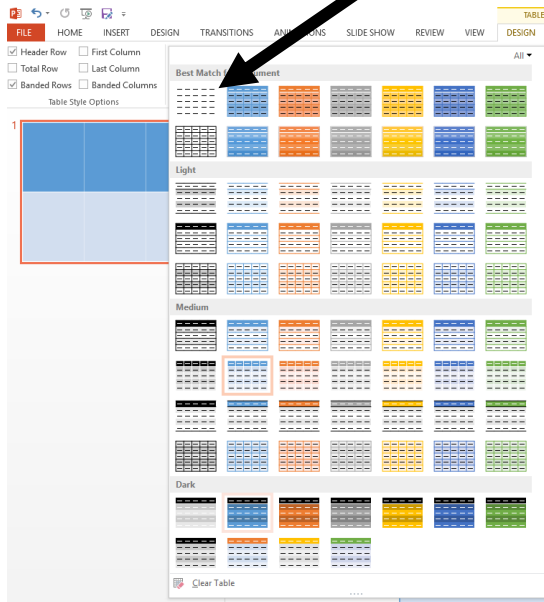 TABLE
FILE HOME INSERT DESIGN TRANSITIONS SLIDE SHOW REVIEW VIEW DESIGN
Header Row First Column
Total Row Last Column
Banded Rows Banded Columns
Table Style Options
All
Best Match
1
Light
Medium
Dark
Clear Table